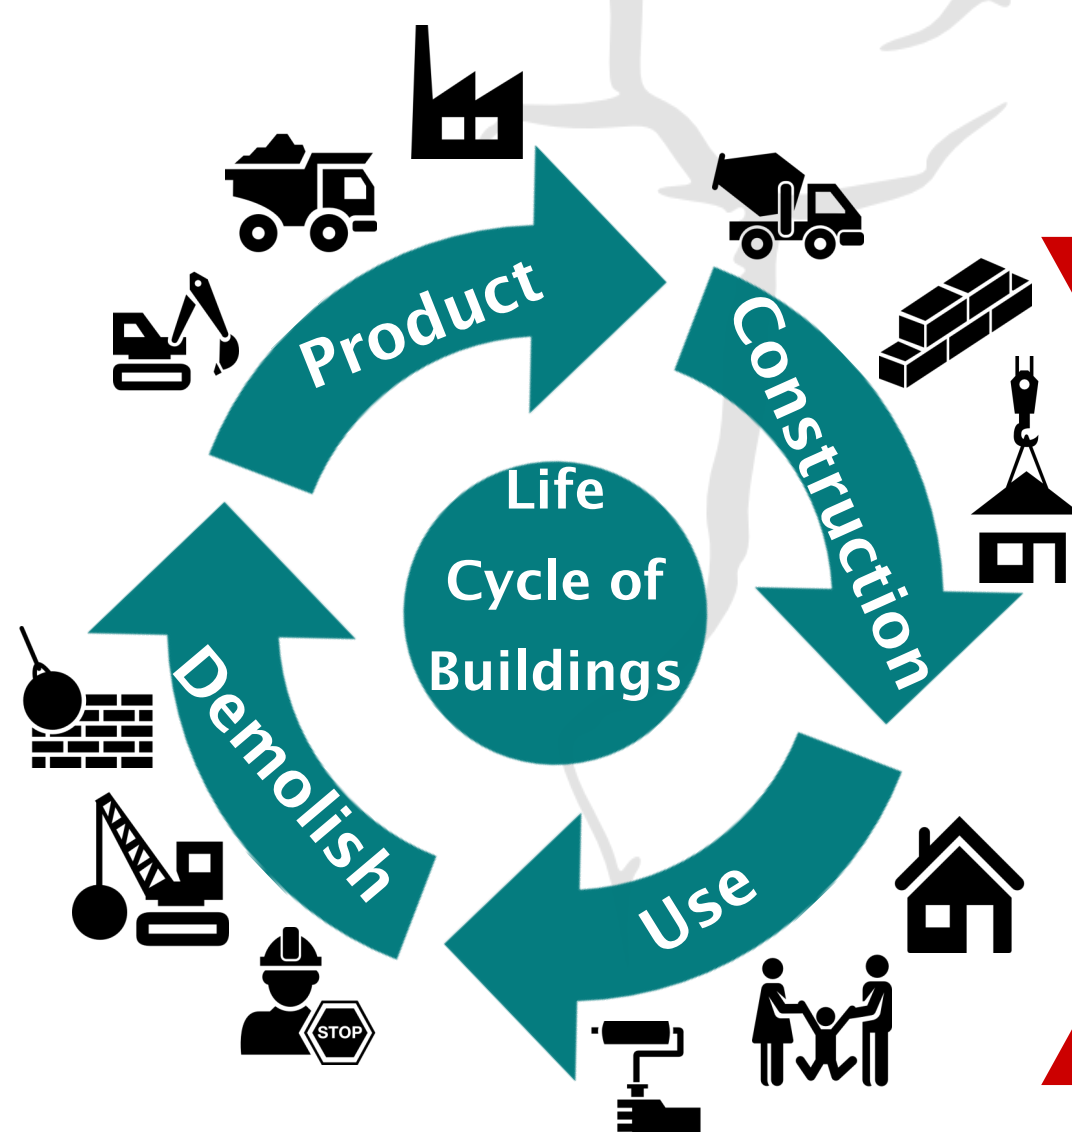 Product
Construction
Life
Cycle of
Buildings
Demolish
Use
STOP